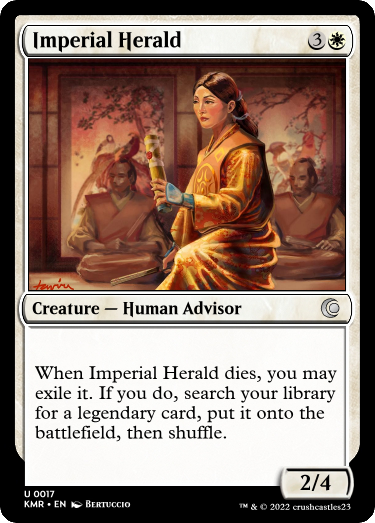 Imperial Herald 3
Creature — Human Advisor
When Imperial Herald dies, you may
exile it. If you do, search your library
for a legendary card, put it onto the
battlefield, then shuffle.
2/4
U 0017
KMR • EN Bertuccio
™ & © 2022 crushcastles23